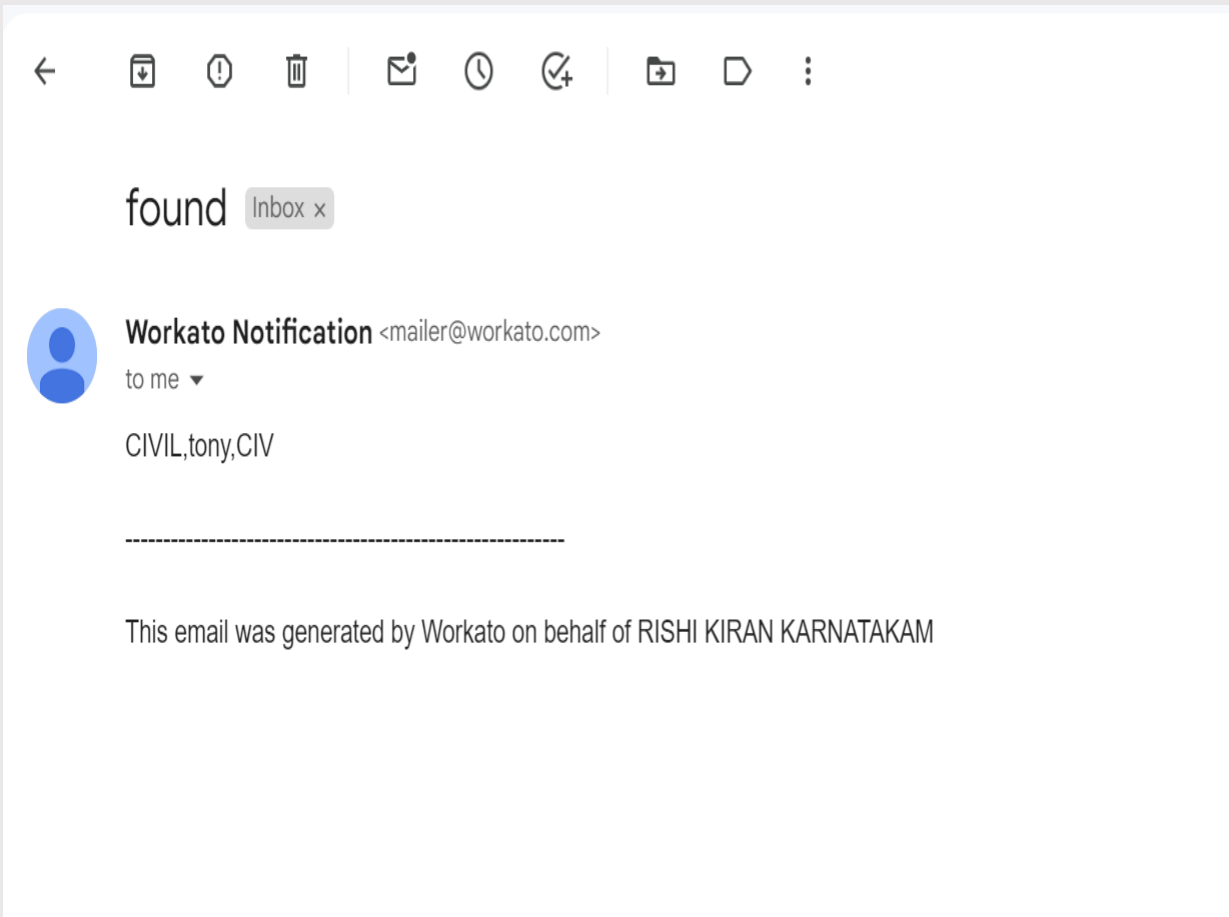 found Inbox ×
Workato Notification <mailer@workato.com>
to me
CIVIL,tony,CIV
----------------------------------------------------------
This email was generated by Workato on behalf of RISHI KIRAN KARNATAKAM